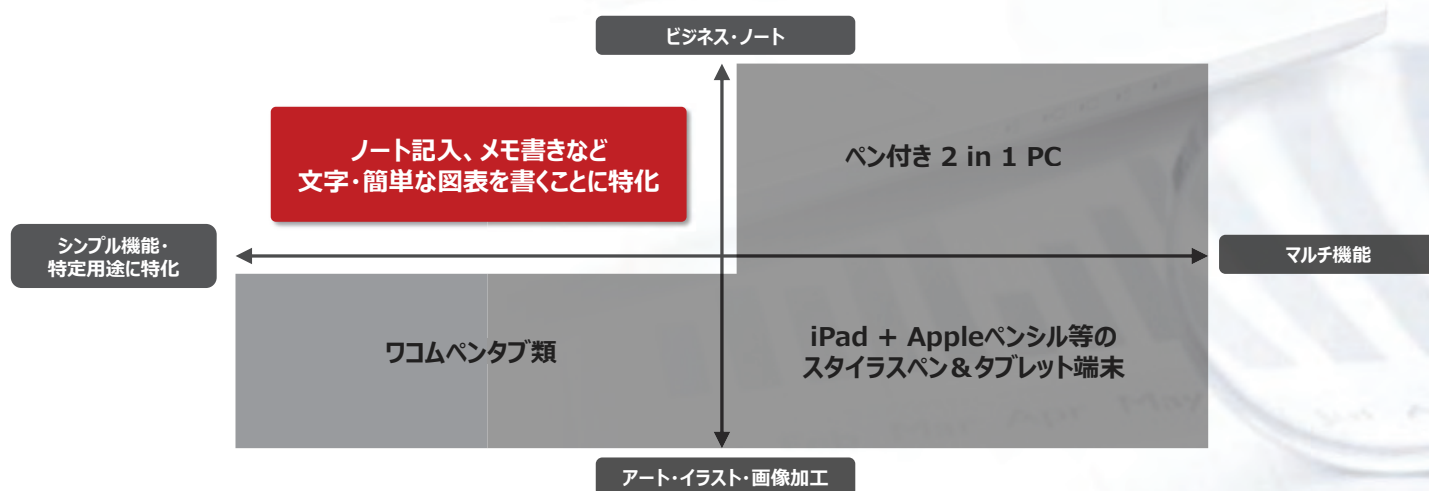 ビジネス・ノート
ノート記入、メモ書きなど
文字・簡単な図表を書くことに特化
ペン付き 2 in 1 PC
シンプル機能・
特定用途に特化
マルチ機能
ワコムペンタブ類
iPad + Appleペンシル等の
スタイラスペン＆タブレット端末
アート・イラスト・画像加工